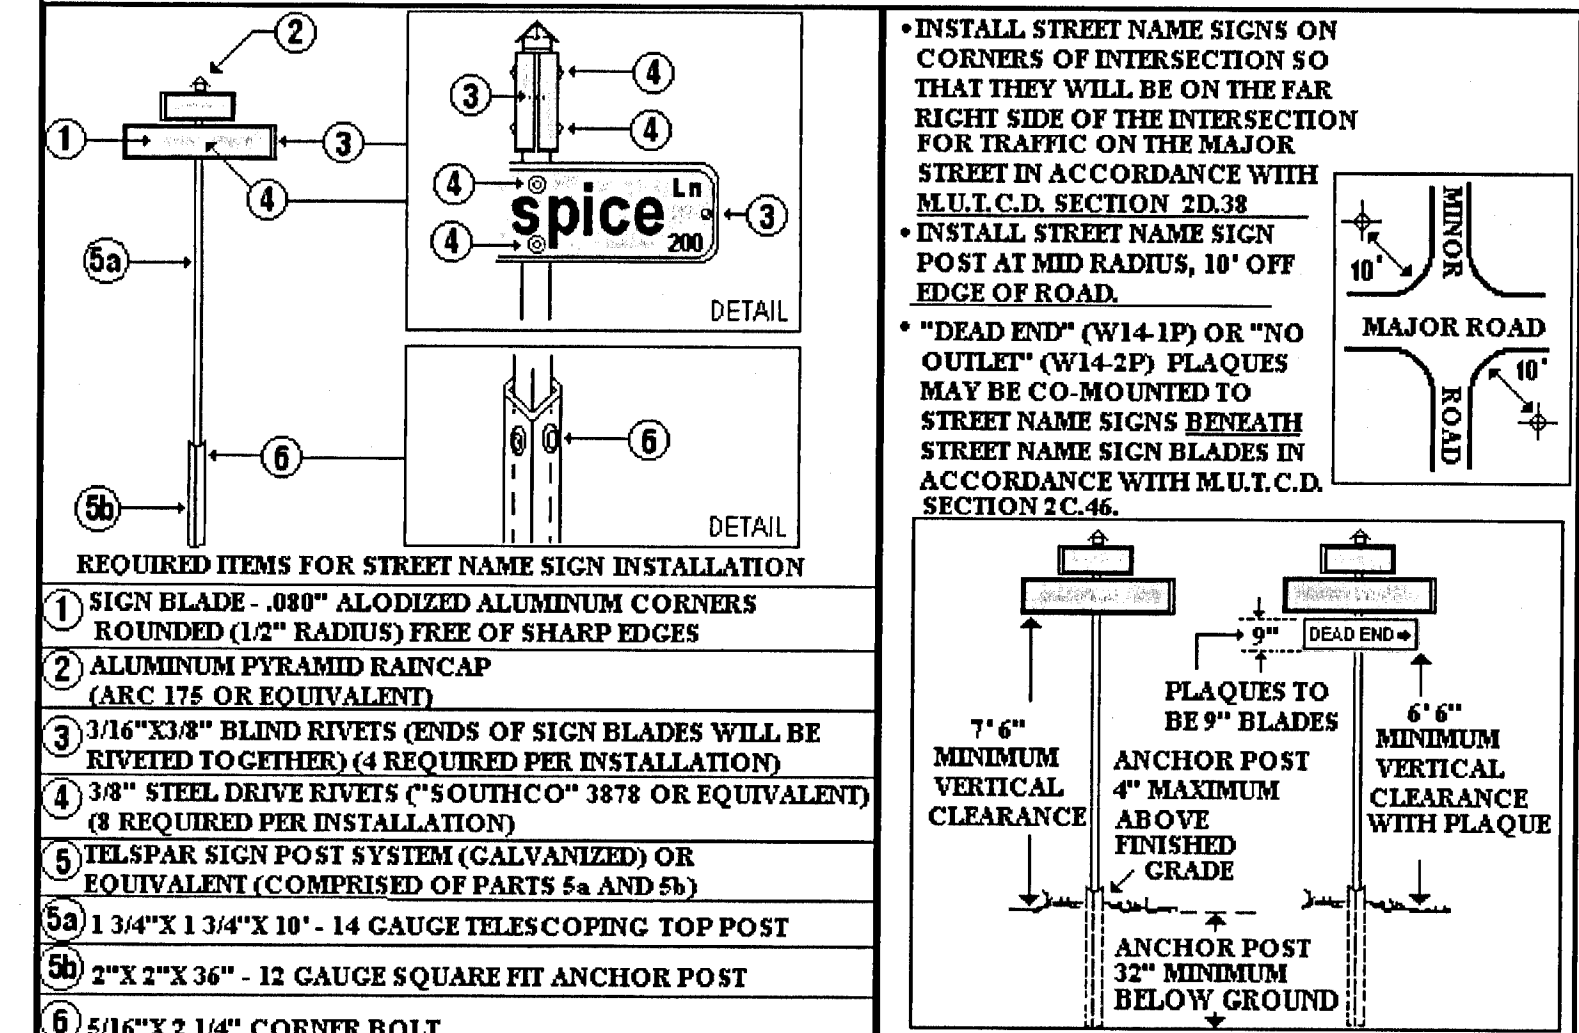 2
1
3
4
5a
6
5b
3
4
4
4
Ln
spice
3
4
200
DETAIL
6
DETAIL
REQUIRED ITEMS FOR STREET NAME SIGN INSTALLATION
1 SIGN BLADE - .080" ALODIZED ALUMINUM CORNERS
ROUNDED (1/2" RADIUS) FREE OF SHARP EDGES
2 ALUMINUM PYRAMID RAINCAP
(ARC 175 OR EQUIVALENT)
3 3/16"X3/8" BLIND RIVETS (ENDS OF SIGN BLADES WILL BE
RIVETED TOGETHER) (4 REQUIRED PER INSTALLATION)
4 3/8" STEEL DRIVE RIVETS ("SOUTHCO" 3878 OR EQUIVALENT)
(8 REQUIRED PER INSTALLATION)
5 TELSPAR SIGN POST SYSTEM (GALVANIZED) OR
EQUIVALENT (COMPRISED OF PARTS 5a AND 5b)
5a 1 3/4"X 1 3/4"X 10' - 14 GAUGE TELESCOPING TOP POST
5b 2"X 2"X 36" - 12 GAUGE SQUARE FIT ANCHOR POST
6 5/16"X 2 1/4" CORNER BOLT
• INSTALL STREET NAME SIGNS ON
CORNERS OF INTERSECTION SO
THAT THEY WILL BE ON THE FAR
RIGHT SIDE OF THE INTERSECTION
FOR TRAFFIC ON THE MAJOR
STREET IN ACCORDANCE WITH
M.U.T.C.D. SECTION 2D.38
• INSTALL STREET NAME SIGN
POST AT MID RADIUS, 10' OFF
EDGE OF ROAD.
• "DEAD END" (W14-1P) OR "NO
OUTLET" (W14-2P) PLAQUES
MAY BE CO-MOUNTED TO
STREET NAME SIGNS BENEATH
STREET NAME SIGN BLADES IN
ACCORDANCE WITH M.U.T.C.D.
SECTION 2C.46.
MINOR
10'
MAJOR ROAD
10'
ROAD
9"
DEAD END
PLAQUES TO
BE 9" BLADES
7'6"
MINIMUM
VERTICAL
CLEARANCE
6'6"
MINIMUM
VERTICAL
CLEARANCE
WITH PLAQUE
ANCHOR POST
4" MAXIMUM
ABOVE
FINISHED
GRADE
ANCHOR POST
32" MINIMUM
BELOW GROUND